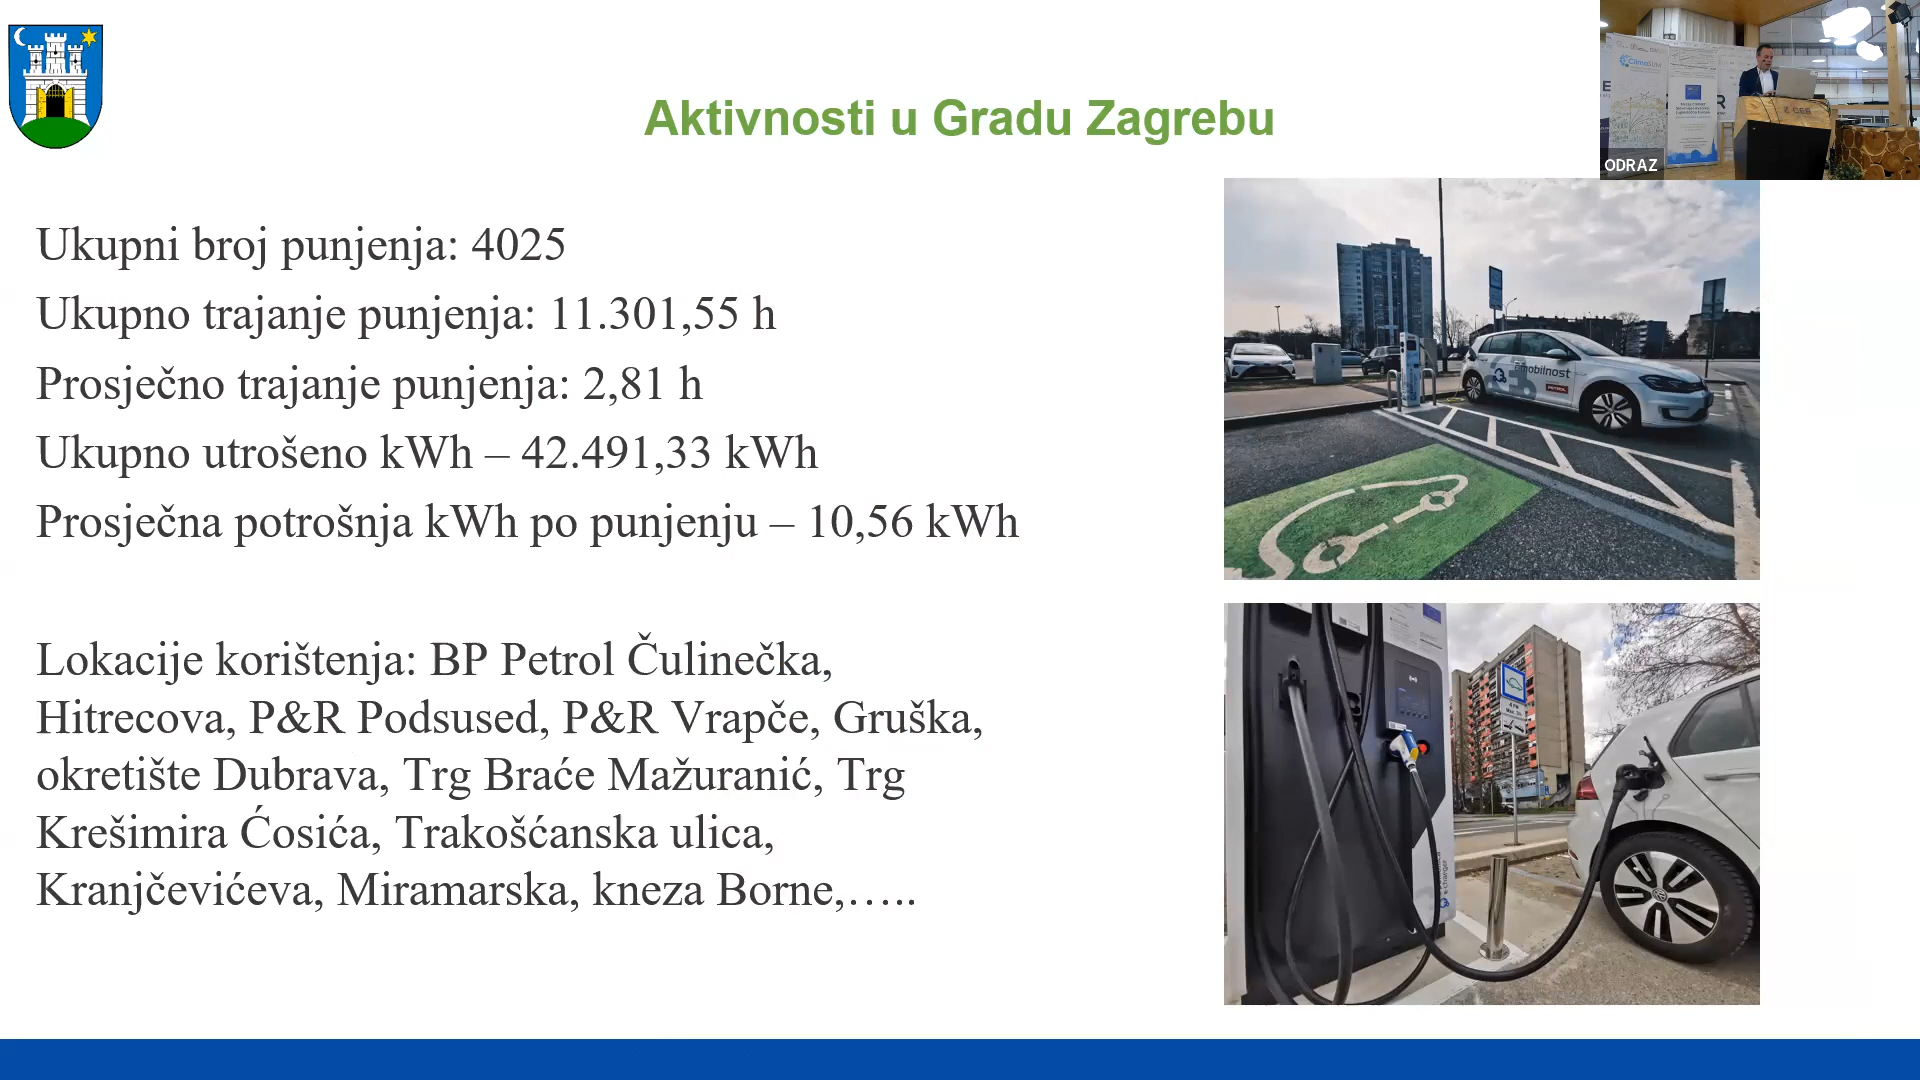 Aktivnosti u Gradu Zagrebu
ODRAZ
Ukupni broj punjenja: 4025
Ukupno trajanje punjenja: 11.301,55 h
Prosječno trajanje punjenja: 2,81 h
Ukupno utrošeno kWh – 42.491,33 kWh
Prosječna potrošnja kWh po punjenju – 10,56 kWh
Lokacije korištenja: BP Petrol Čulinečka,
Hitrecova, P&R Podsused, P&R Vrapče, Gruška,
okretište Dubrava, Trg Braće Mažuranić, Trg
Krešimira Ćosića, Trakošćanska ulica,
Kranjčevićeva, Miramarska, kneza Borne,…..
emobilnost
PETROL